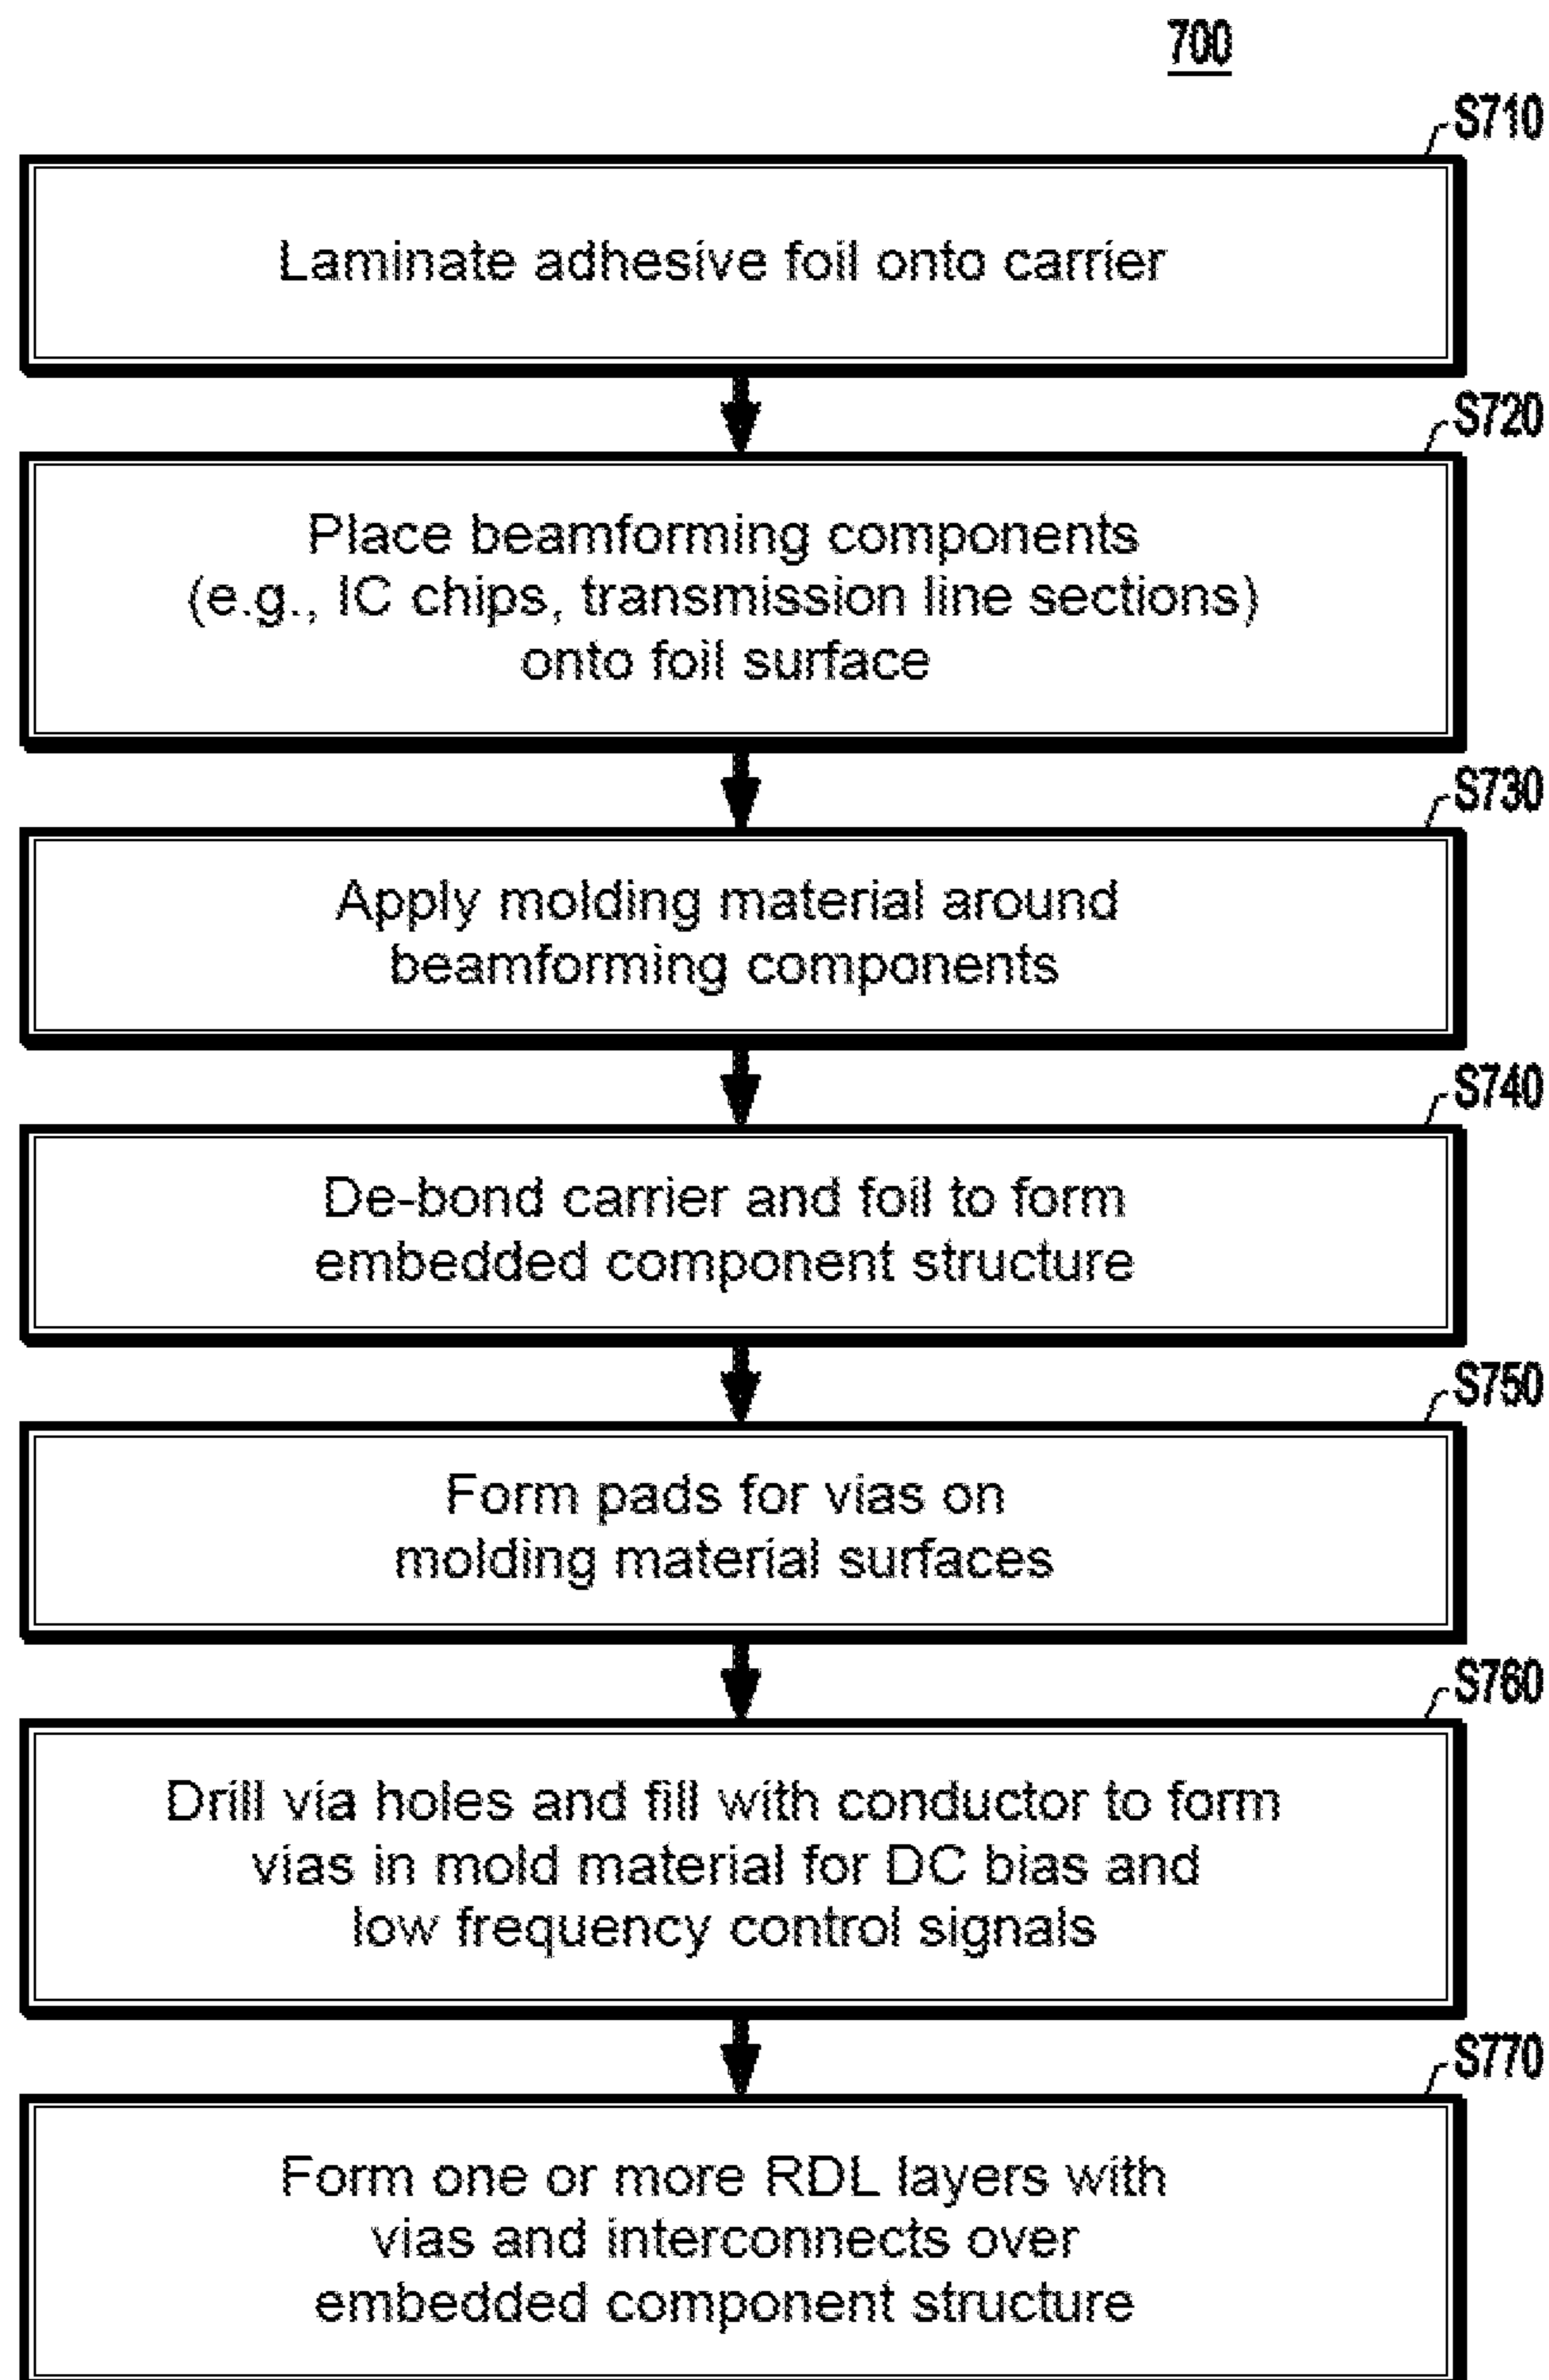 700
S710
Laminate adhesive foil onto carrier
S720
Place beamforming components
(e.g., IC chips, transmission line sections)
onto foil surface
S730
Apply molding material around
beamforming components
S740
De-bond carrier and foil to form
embedded component structure
S750
Form pads for vias on
molding material surfaces
S760
Drill via holes and fill with conductor to form
vias in mold material for DC bias and
low frequency control signals
S770
Form one or more RDL layers with
vias and interconnects over
embedded component structure